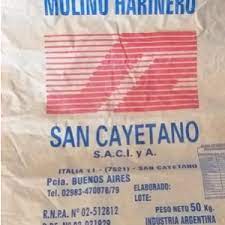 MOLINO HARINERO
SAN CAYETANO
S.A.C.I. y A.
ITALIA 11 - (7521) - SAN CAYETANO
Pcia. BUENOS AIRES
Tel. 02983-470078/79
ELABORADO:
LOTE:
R.N.P.A. Nº 02-512812
PESO NETO 50 Kg.
INDUSTRIA ARGENTINA